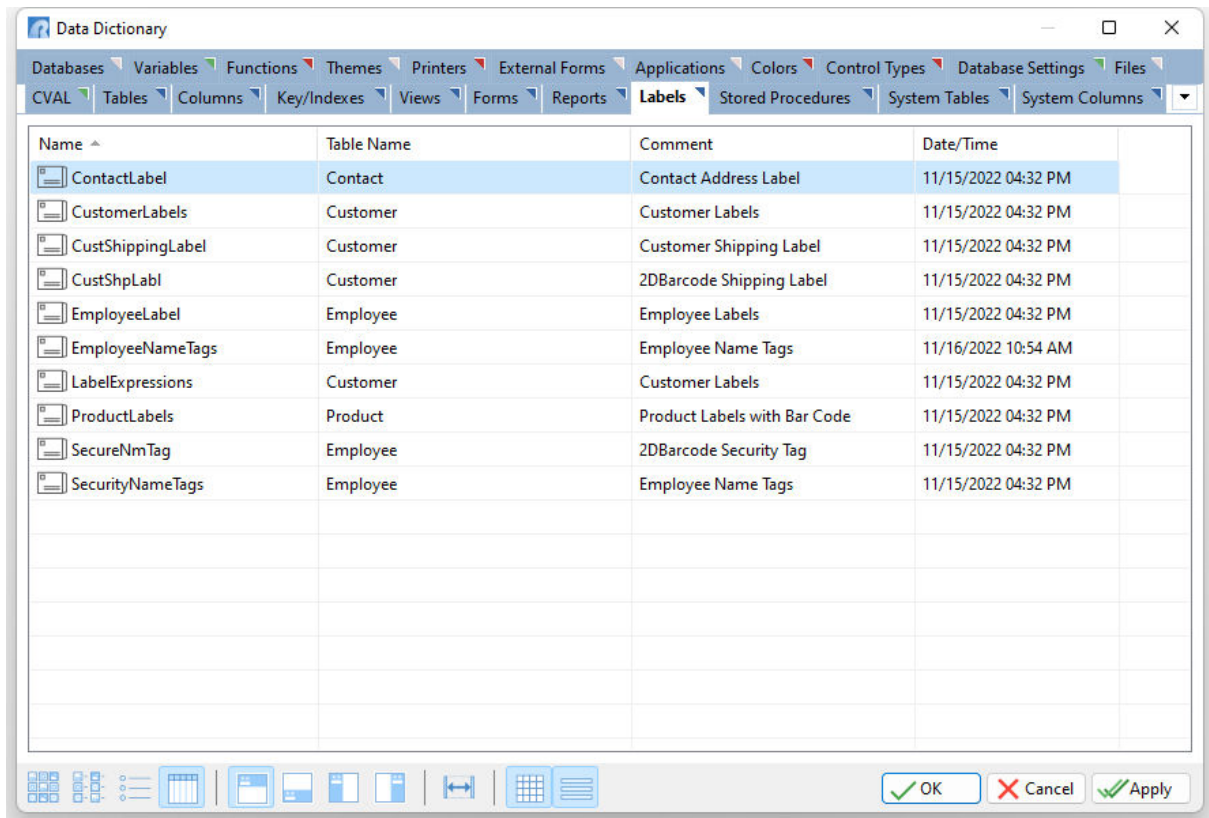 Data Dictionary
Databases Variables Functions Themes Printers External Forms Applications Colors Control Types Database Settings Files
CVAL Tables Columns Key/Indexes Views Forms Reports Labels Stored Procedures System Tables System Columns
Name Table Name Comment Date/Time
ContactLabel Contact Contact Address Label 11/15/2022 04:32 PM
CustomerLabels Customer Customer Labels 11/15/2022 04:32 PM
CustShippingLabel Customer Customer Shipping Label 11/15/2022 04:32 PM
CustShpLabl Customer 2DBarcode Shipping Label 11/15/2022 04:32 PM
EmployeeLabel Employee Employee Labels 11/15/2022 04:32 PM
EmployeeNameTags Employee Employee Name Tags 11/16/2022 10:54 AM
LabelExpressions Customer Customer Labels 11/15/2022 04:32 PM
ProductLabels Product Product Labels with Bar Code 11/15/2022 04:32 PM
SecureNmTag Employee 2DBarcode Security Tag 11/15/2022 04:32 PM
SecurityNameTags Employee Employee Name Tags 11/15/2022 04:32 PM
OK Cancel Apply